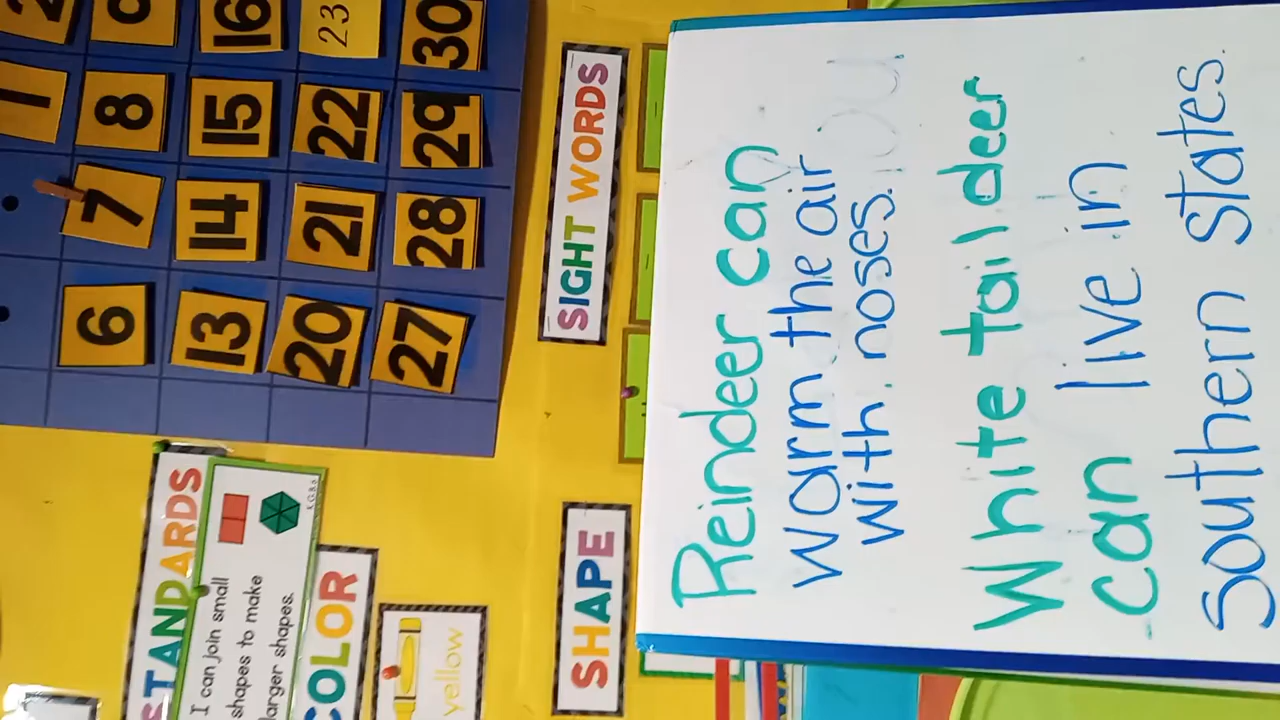 1
2
6
7
8
13
14
15
16
20
21
22
23
27
28
29
30
STANDARDS
I can join small
shapes to make
larger shapes.
COLOR
yellow
SIGHT WORDS
SHAPE
Reindeer can
warm the air
with noses.
White tail deer
can live in
Southern states.